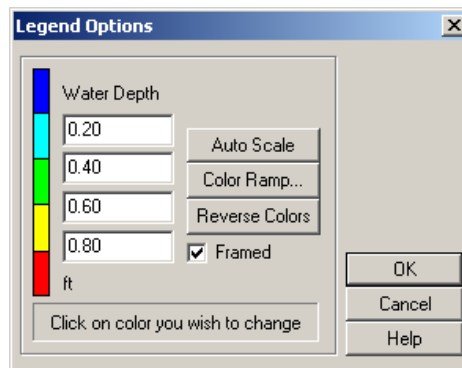 Legend Options
Water Depth
0.20
0.40
0.60
0.80
ft
Auto Scale
Color Ramp...
Reverse Colors
Framed
Click on color you wish to change
OK
Cancel
Help